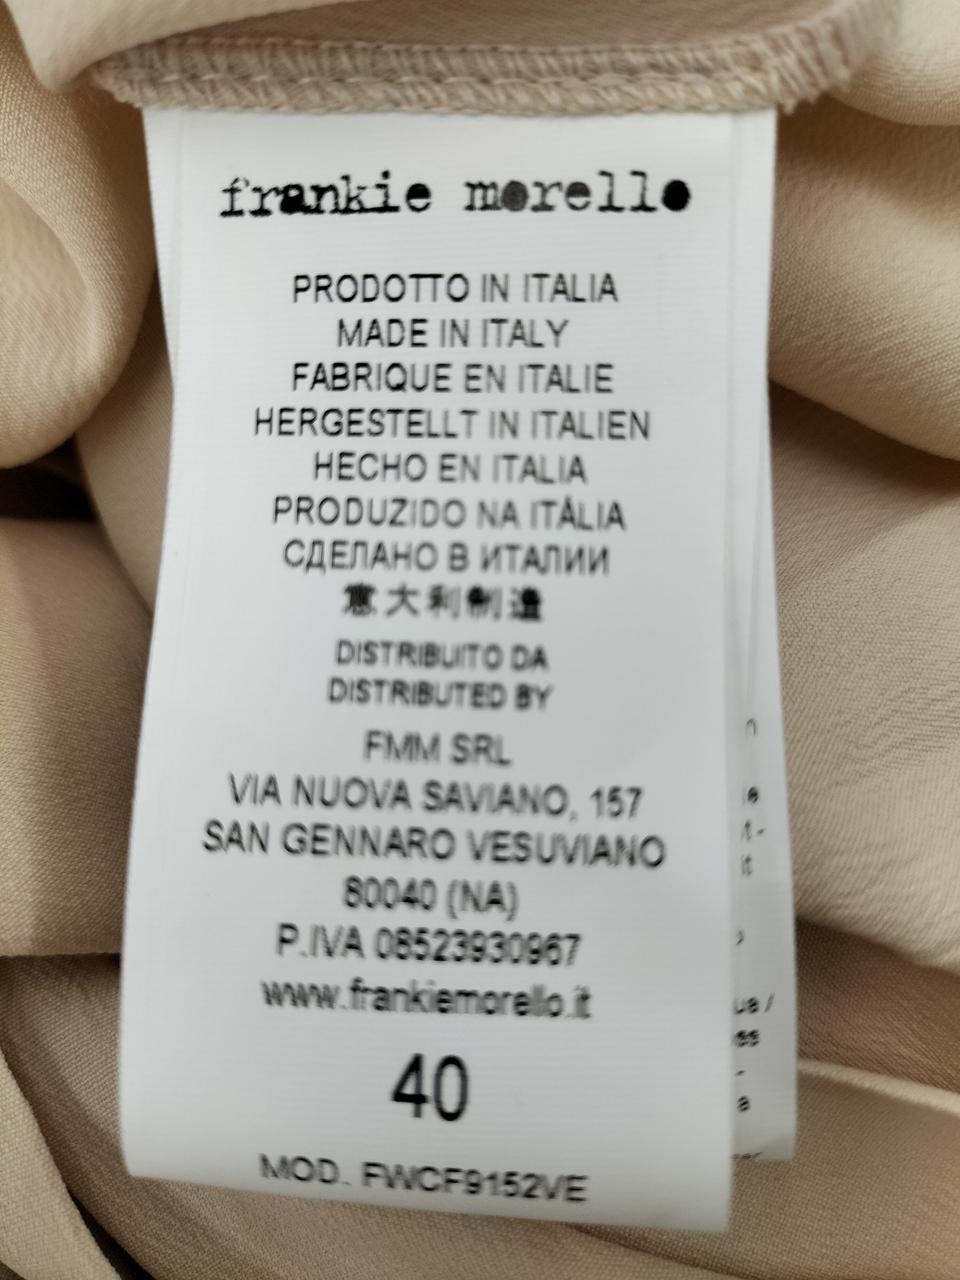 frankie morello
PRODOTTO IN ITALIA
MADE IN ITALY
FABRIQUE EN ITALIE
HERGESTELLT IN ITALIEN
HECHO EN ITALIA
PRODUZIDO NA ITÁLIA
СДЕЛАНО В ИТАЛИИ
意大利制造
DISTRIBUITO DA
DISTRIBUTED BY
FMM SRL
VIA NUOVA SAVIANO, 157
SAN GENNARO VESUVIANO
80040 (NA)
P.IVA 08523930967
www.frankiemorello.it
40
MOD. FWCF9152VE